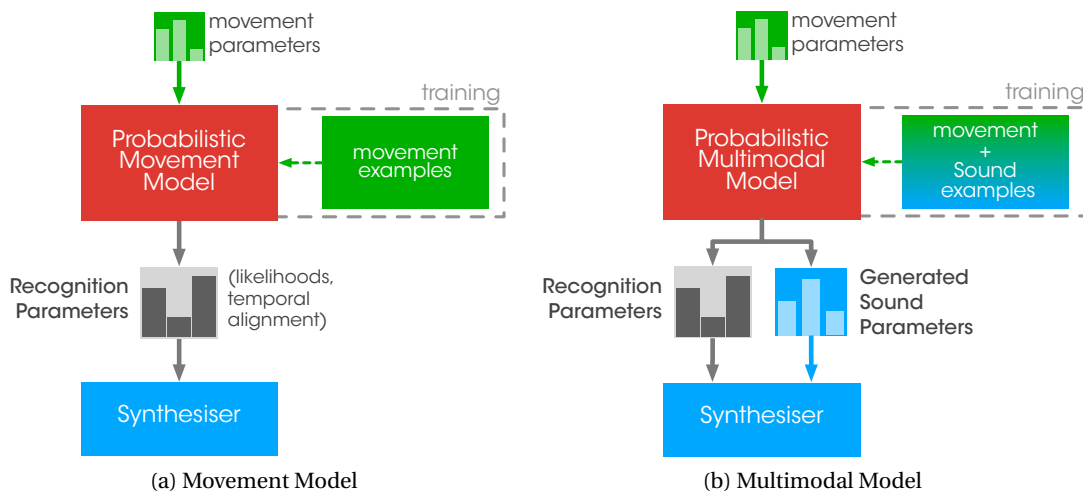 movement
parameters
training
Probabilistic
Movement
Model
movement
examples
Recognition
Parameters
(likelihoods,
temporal
alignment)
Synthesiser
(a) Movement Model
movement
parameters
training
Probabilistic
Multimodal
Model
movement
+
Sound
examples
Recognition
Parameters
Generated
Sound
Parameters
Synthesiser
(b) Multimodal Model